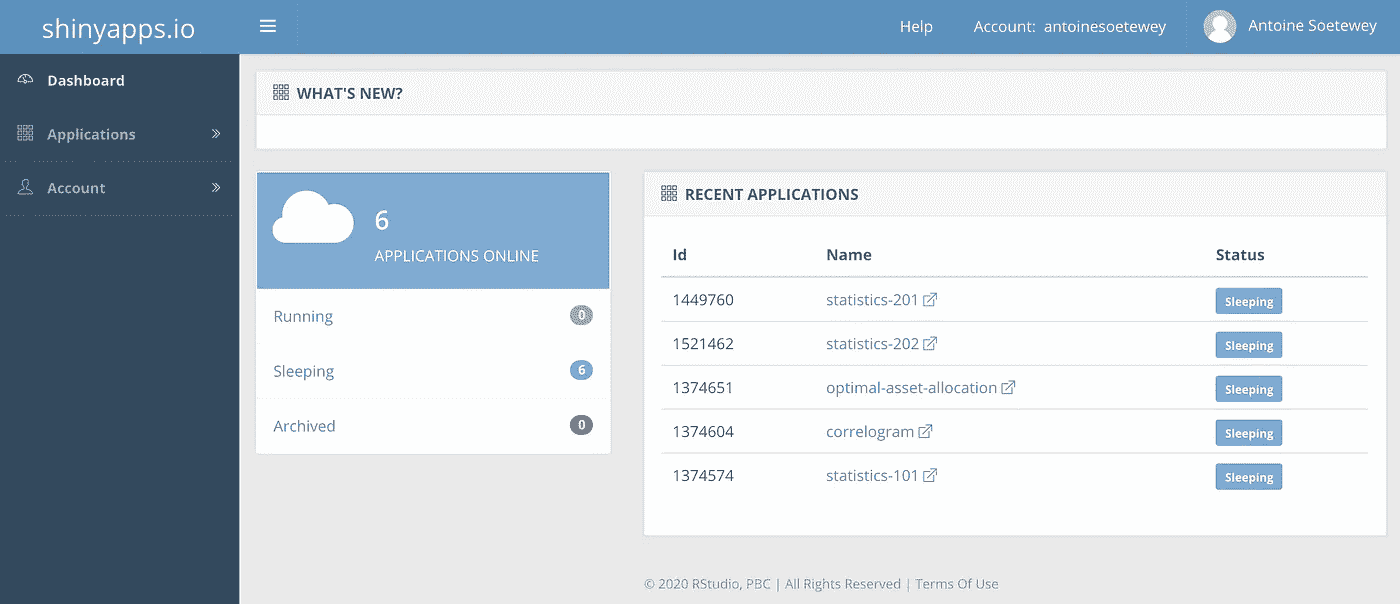 shinyapps.io
Help Account: antoinesoetewey Antoine Soetewey
Dashboard
Applications
Account
WHAT'S NEW?
6
APPLICATIONS ONLINE
Running 0
Sleeping 6
Archived 0
RECENT APPLICATIONS
Id Name Status
1449760 statistics-201 Sleeping
1521462 statistics-202 Sleeping
1374651 optimal-asset-allocation Sleeping
1374604 correlogram Sleeping
1374574 statistics-101 Sleeping
© 2020 RStudio, PBC | All Rights Reserved | Terms Of Use